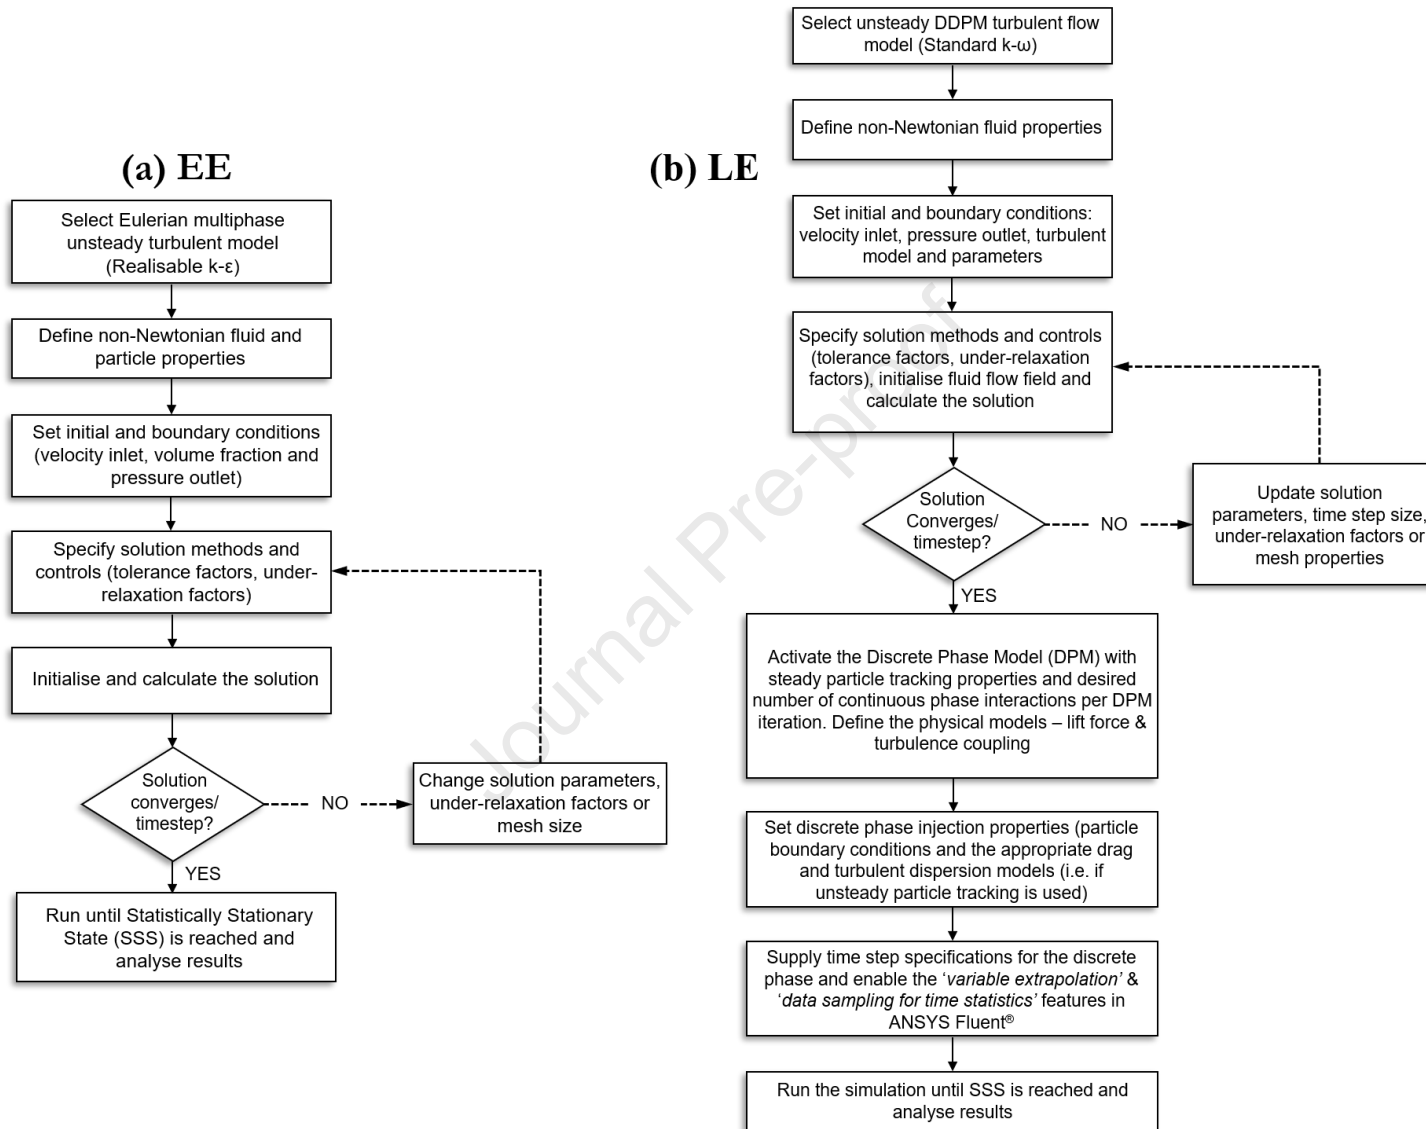 (a) EE
Select Eulerian multiphase
unsteady turbulent model
(Realisable k-ε)
Define non-Newtonian fluid and
particle properties
Set initial and boundary conditions
(velocity inlet, volume fraction and
pressure outlet)
Specify solution methods and
controls (tolerance factors, under-
relaxation factors)
Initialise and calculate the solution
Solution
converges/
timestep?
NO
Change solution parameters,
under-relaxation factors or
mesh size
YES
Run until Statistically Stationary
State (SSS) is reached and
analyse results
(b) LE
Select unsteady DDPM turbulent flow
model (Standard k-ω)
Define non-Newtonian fluid properties
Set initial and boundary conditions:
velocity inlet, pressure outlet, turbulent
model and parameters
Specify solution methods and controls
(tolerance factors, under-relaxation
factors), initialise fluid flow field and
calculate the solution
Solution
Converges/
timestep?
NO
Update solution
parameters, time step size,
under-relaxation factors or
mesh properties
YES
Activate the Discrete Phase Model (DPM) with
steady particle tracking properties and desired
number of continuous phase interactions per DPM
iteration. Define the physical models – lift force &
turbulence coupling
Set discrete phase injection properties (particle
boundary conditions and the appropriate drag
and turbulent dispersion models (i.e. if
unsteady particle tracking is used)
Supply time step specifications for the discrete
phase and enable the ‘variable extrapolation’ &
‘data sampling for time statistics’ features in
ANSYS Fluent®
Run the simulation until SSS is reached and
analyse results
Journal Pre-proof